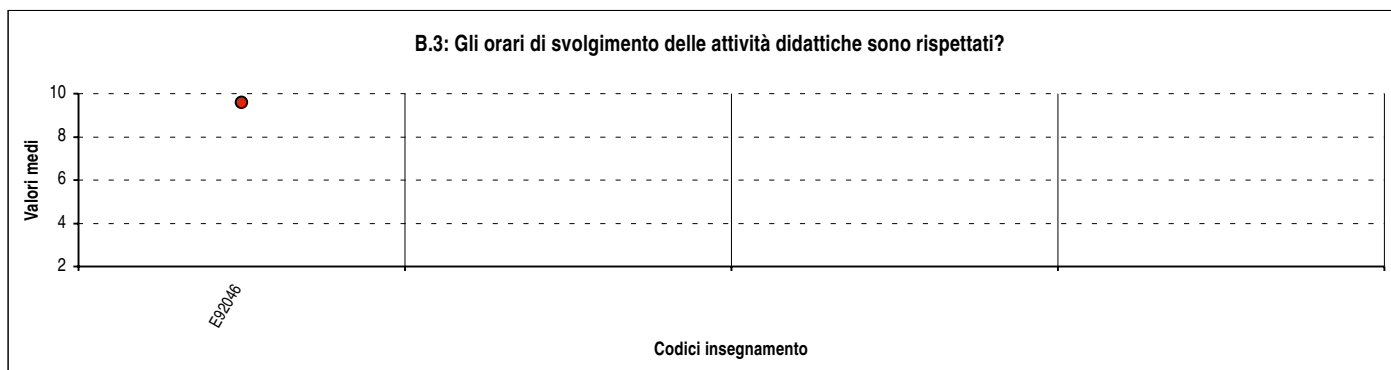 B.3: Gli orari di svolgimento delle attività didattiche sono rispettati?
10
8
6
4
2
Valori medi
E92046
Codici insegnamento